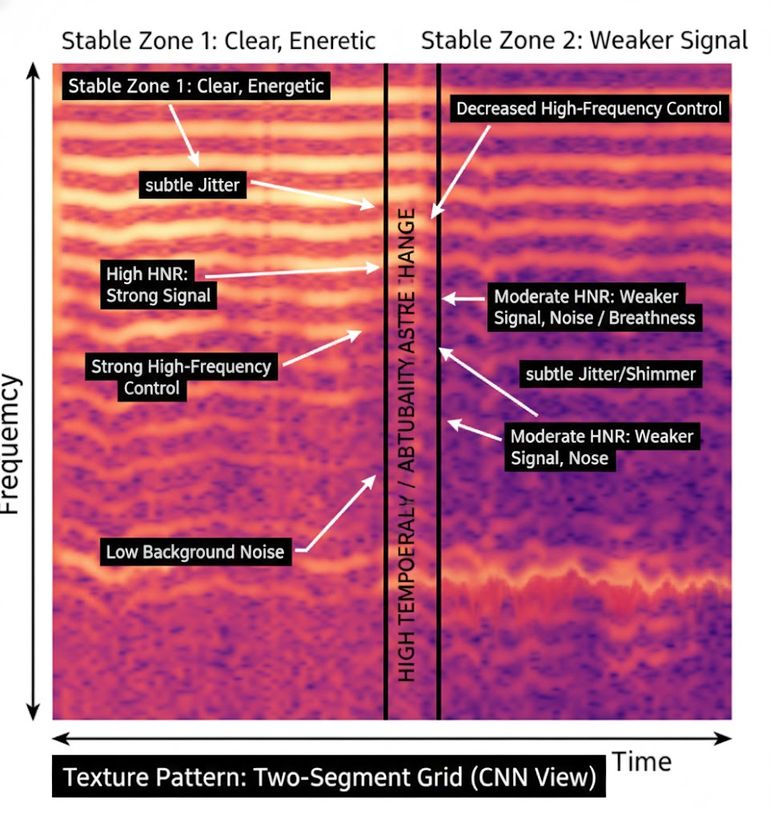 Stable Zone 1: Clear, Eneretic
Stable Zone 2: Weaker Signal
Stable Zone 1: Clear, Energetic
Decreased High-Frequency Control
subtle Jitter
High HNR:
Strong Signal
Moderate HNR: Weaker
Signal, Noise / Breathness
Strong High-Frequency
Control
subtle Jitter/Shimmer
Moderate HNR: Weaker
Signal, Nose
Low Background Noise
HIGH TEMPOERALY / ABTUBAIITY ASTRE HANGE
Frequemcy
Time
Texture Pattern: Two-Segment Grid (CNN View)